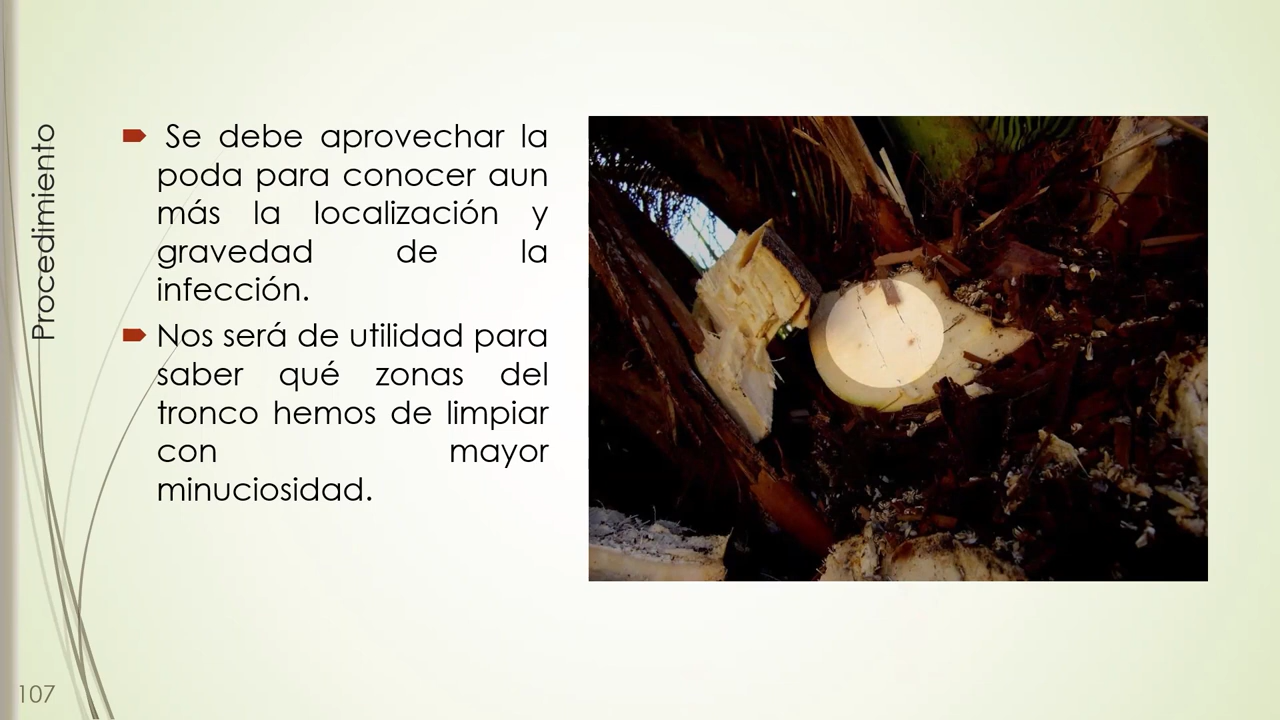 Procedimiento
Se debe aprovechar la
poda para conocer aun
más la localización y
gravedad de la
infección.
Nos será de utilidad para
saber qué zonas del
tronco hemos de limpiar
con mayor
minuciosidad.
107